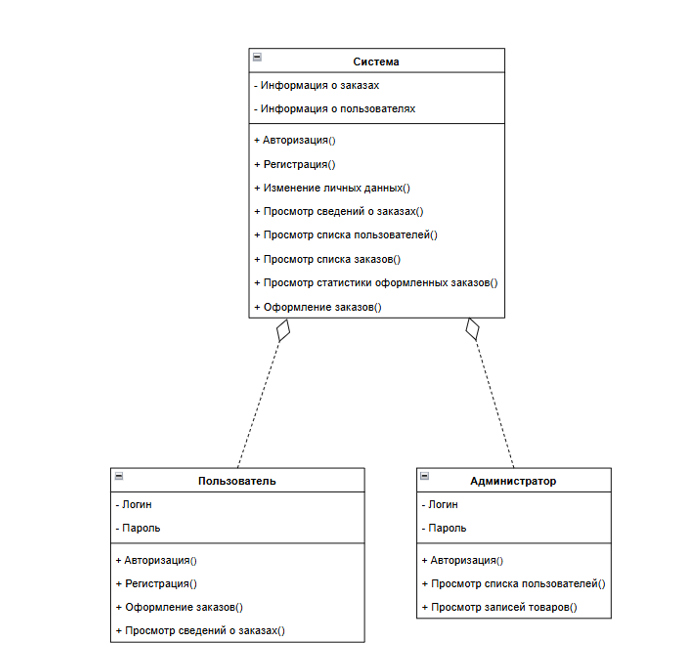 Система
- Информация о заказах
- Информация о пользователях
+ Авторизация()
+ Регистрация()
+ Изменение личных данных()
+ Просмотр сведений о заказах()
+ Просмотр списка пользователей()
+ Просмотр списка заказов()
+ Просмотр статистики оформленных заказов()
+ Оформление заказов()
Пользователь
- Логин
- Пароль
+ Авторизация()
+ Регистрация()
+ Оформление заказов()
+ Просмотр сведений о заказах()
Администратор
- Логин
- Пароль
+ Авторизация()
+ Просмотр списка пользователей()
+ Просмотр записей товаров()